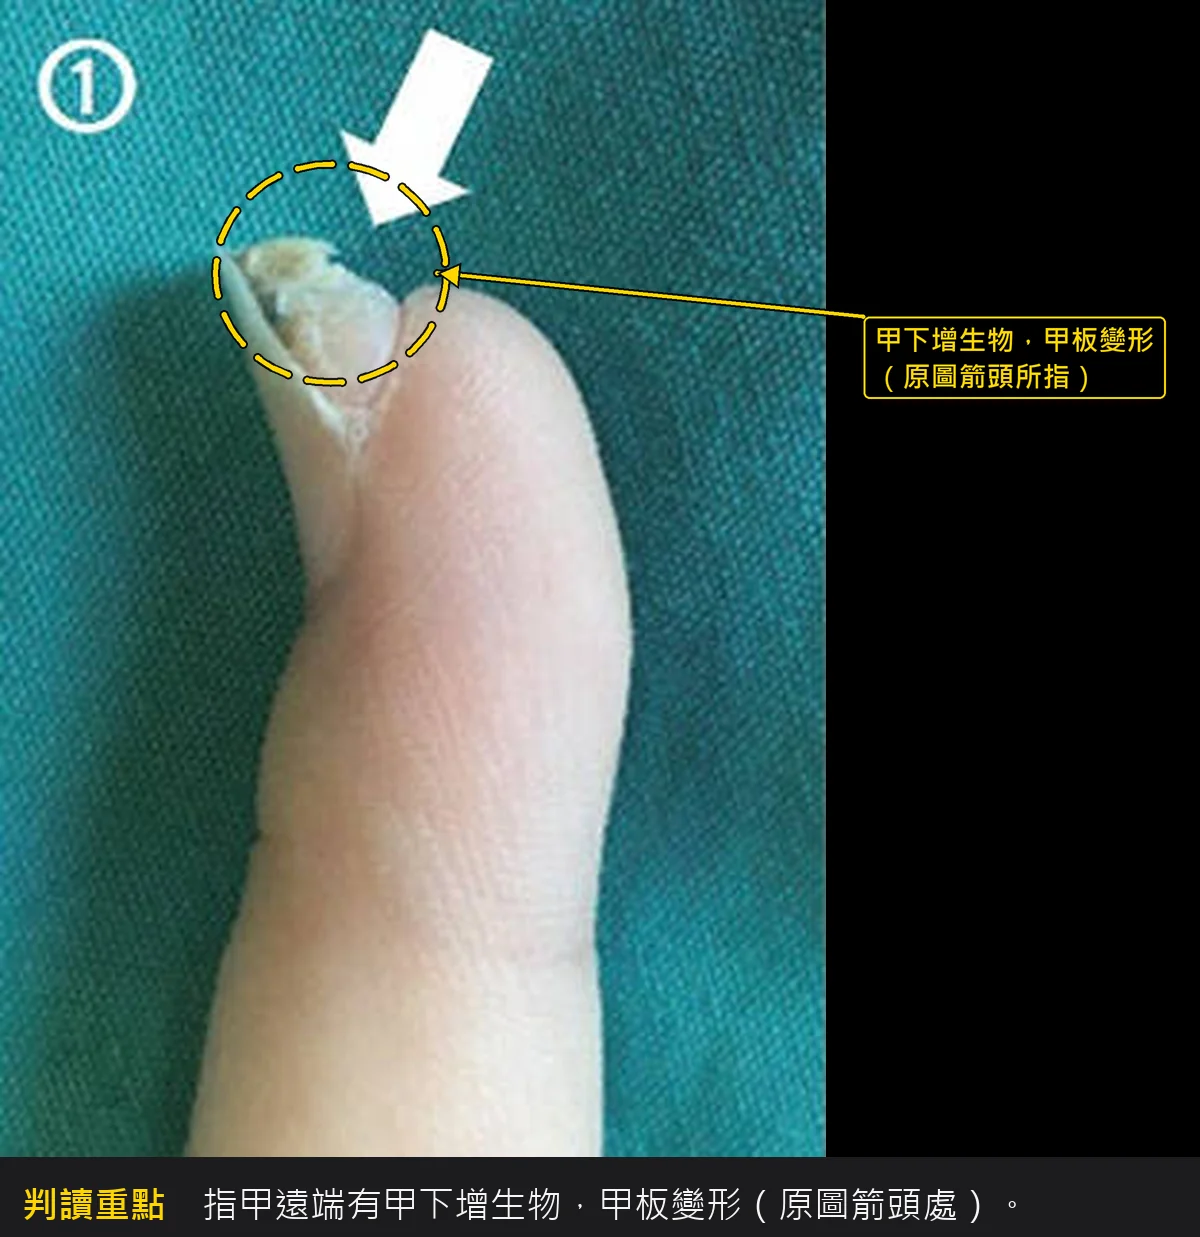 ①
甲下增生物，甲板變形
（原圖箭頭所指）
判讀重點　指甲遠端有甲下增生物，甲板變形（原圖箭頭處）。